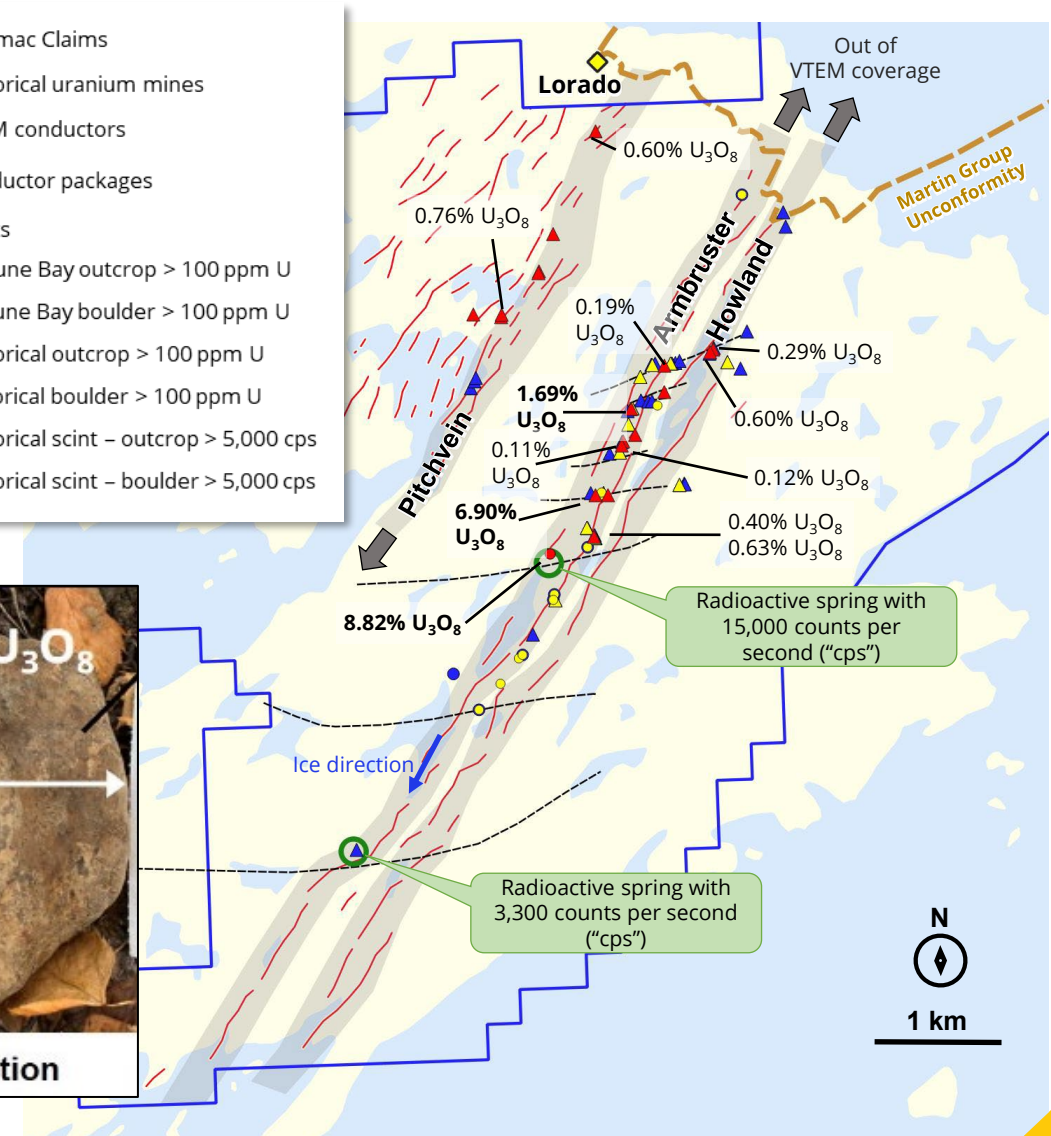 mac Claims
orical uranium mines
M conductors
ductor packages
s
une Bay outcrop > 100 ppm U
une Bay boulder > 100 ppm U
orical outcrop > 100 ppm U
orical boulder > 100 ppm U
orical scint – outcrop > 5,000 cps
orical scint – boulder > 5,000 cps
Out of
VTEM coverage
Lorado
0.60% U₃O₈
Martin Group
Unconformity
0.76% U₃O₈
Armbruster
Howland
0.19%
U₃O₈
0.29% U₃O₈
1.69%
U₃O₈
0.60% U₃O₈
0.11%
U₃O₈
0.12% U₃O₈
Pitchvein
6.90%
U₃O₈
0.40% U₃O₈
0.63% U₃O₈
8.82% U₃O₈
Radioactive spring with
15,000 counts per
second (“cps”)
U₃O₈
Ice direction
Radioactive spring with
3,300 counts per second
(“cps”)
N
1 km
tion